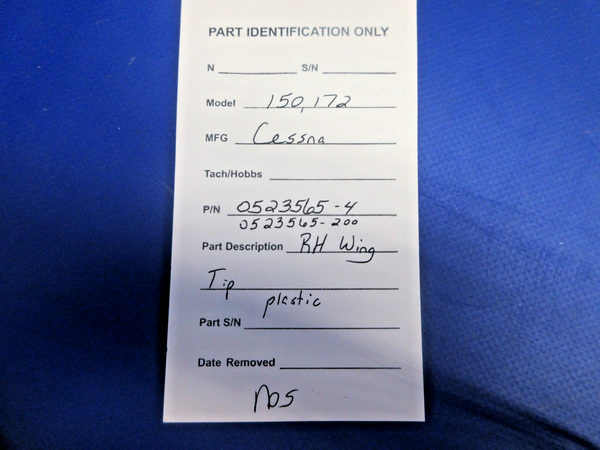 PART IDENTIFICATION ONLY
N S/N
Model 150, 172
MFG Cessna
Tach/Hobbs
P/N 0523565-4
0523565-200
Part Description RH Wing
Tip
plastic
Part S/N
Date Removed
NOS